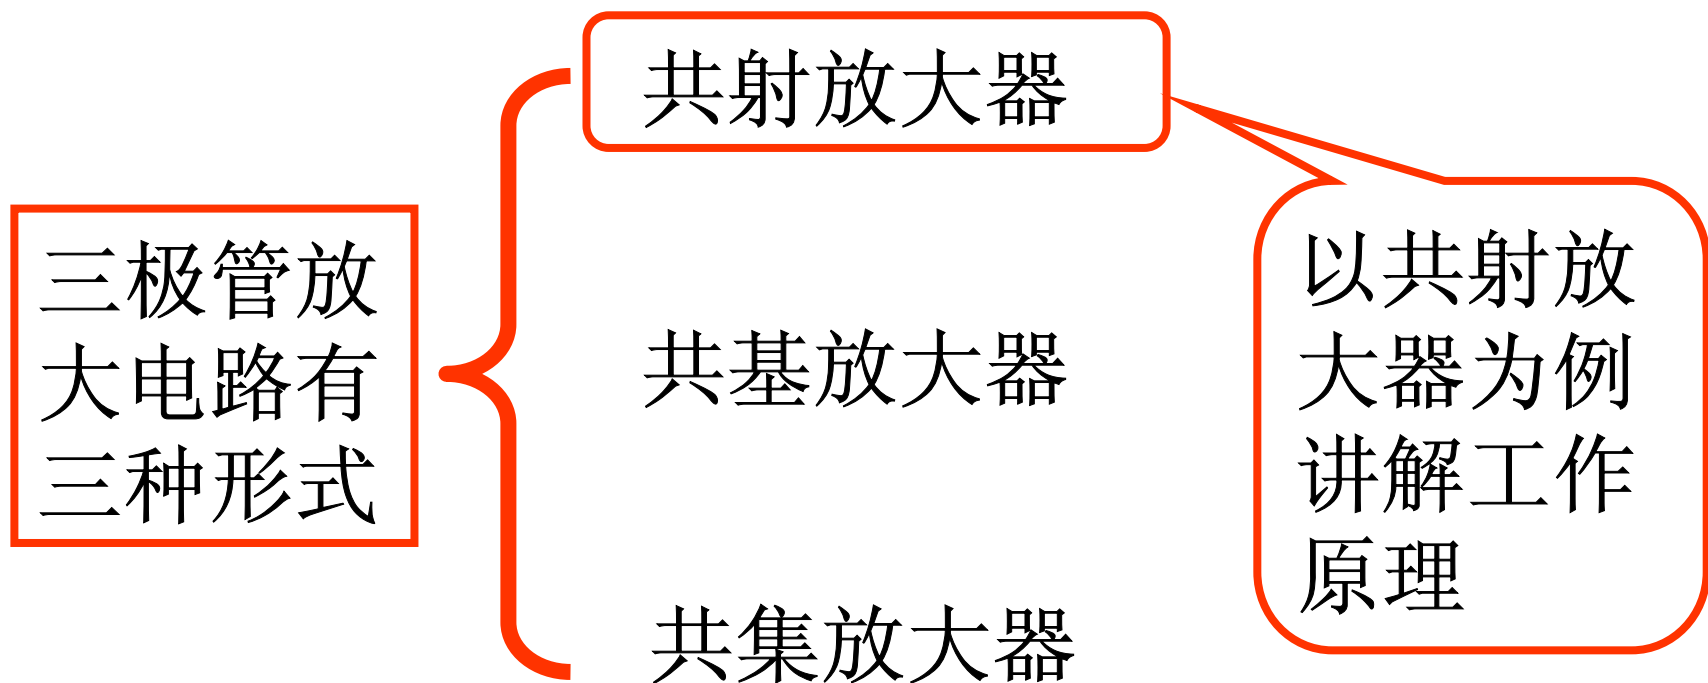 三极管放
大电路有
三种形式
共射放大器
共基放大器
共集放大器
以共射放
大器为例
讲解工作
原理